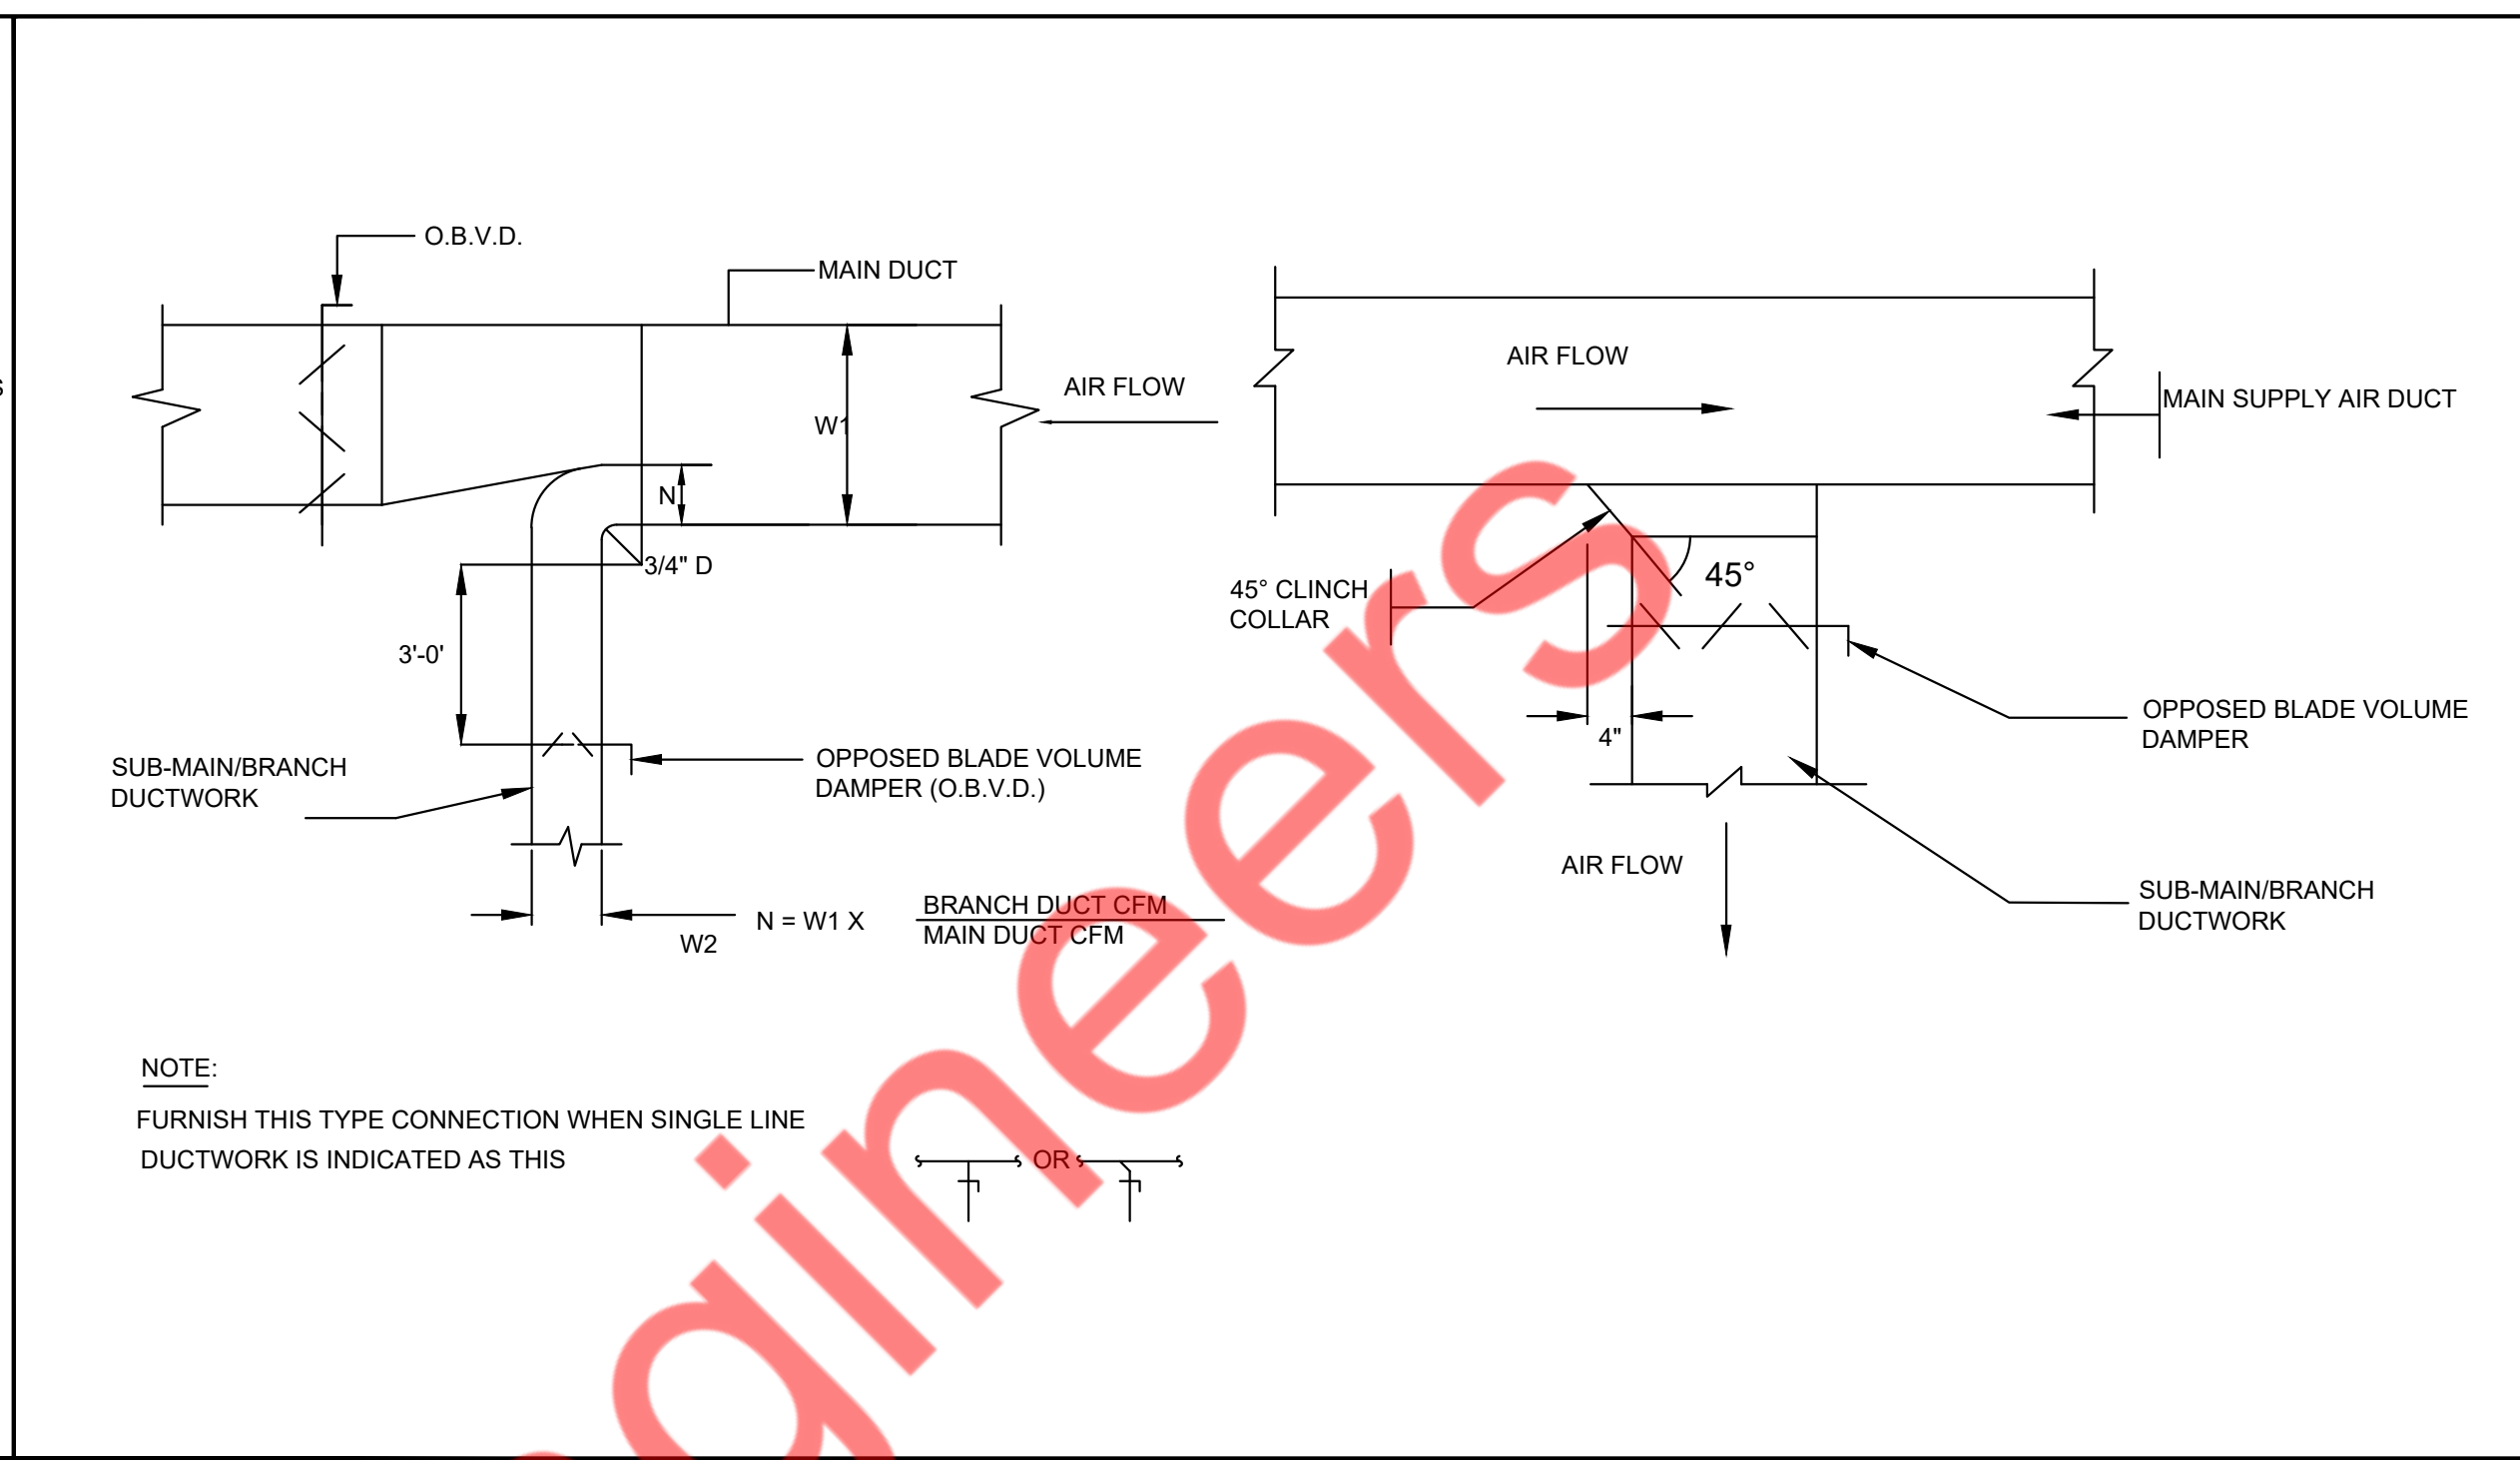 O.B.V.D.
MAIN DUCT
W1
AIR FLOW
N
3/4" D
3'-0'
SUB-MAIN/BRANCH
DUCTWORK
OPPOSED BLADE VOLUME
DAMPER (O.B.V.D.)
W2
N = W1 X
BRANCH DUCT CFM
MAIN DUCT CFM
NOTE:
FURNISH THIS TYPE CONNECTION WHEN SINGLE LINE
DUCTWORK IS INDICATED AS THIS
OR
AIR FLOW
MAIN SUPPLY AIR DUCT
45° CLINCH
COLLAR
45°
4"
OPPOSED BLADE VOLUME
DAMPER
AIR FLOW
SUB-MAIN/BRANCH
DUCTWORK
gineers